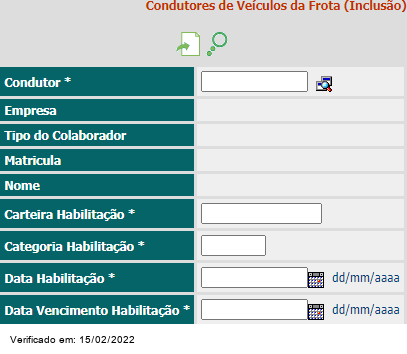 Condutores de Veículos da Frota (Inclusão)
Condutor *
Empresa
Tipo do Colaborador
Matricula
Nome
Carteira Habilitação *
Categoria Habilitação *
Data Habilitação * dd/mm/aaaa
Data Vencimento Habilitação * dd/mm/aaaa
Verificado em: 15/02/2022